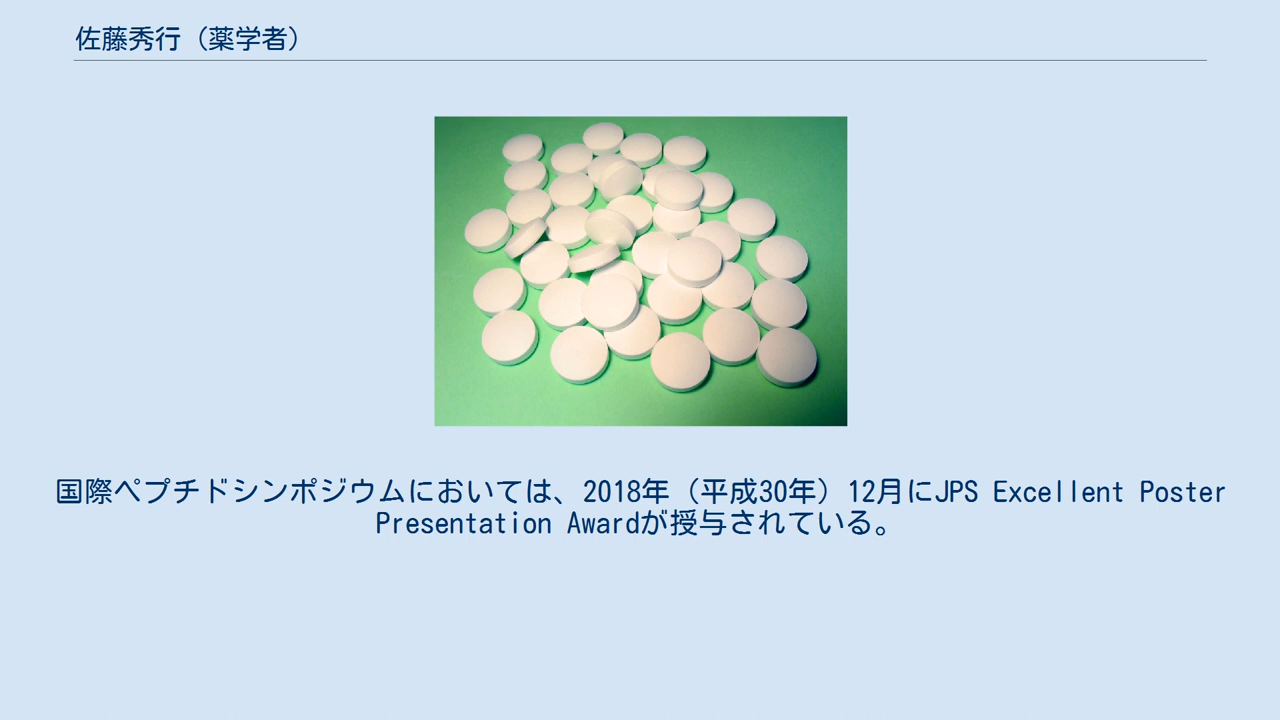 佐藤秀行（薬学者）
国際ペプチドシンポジウムにおいては、2018年（平成30年）12月にJPS Excellent Poster
Presentation Awardが授与されている。